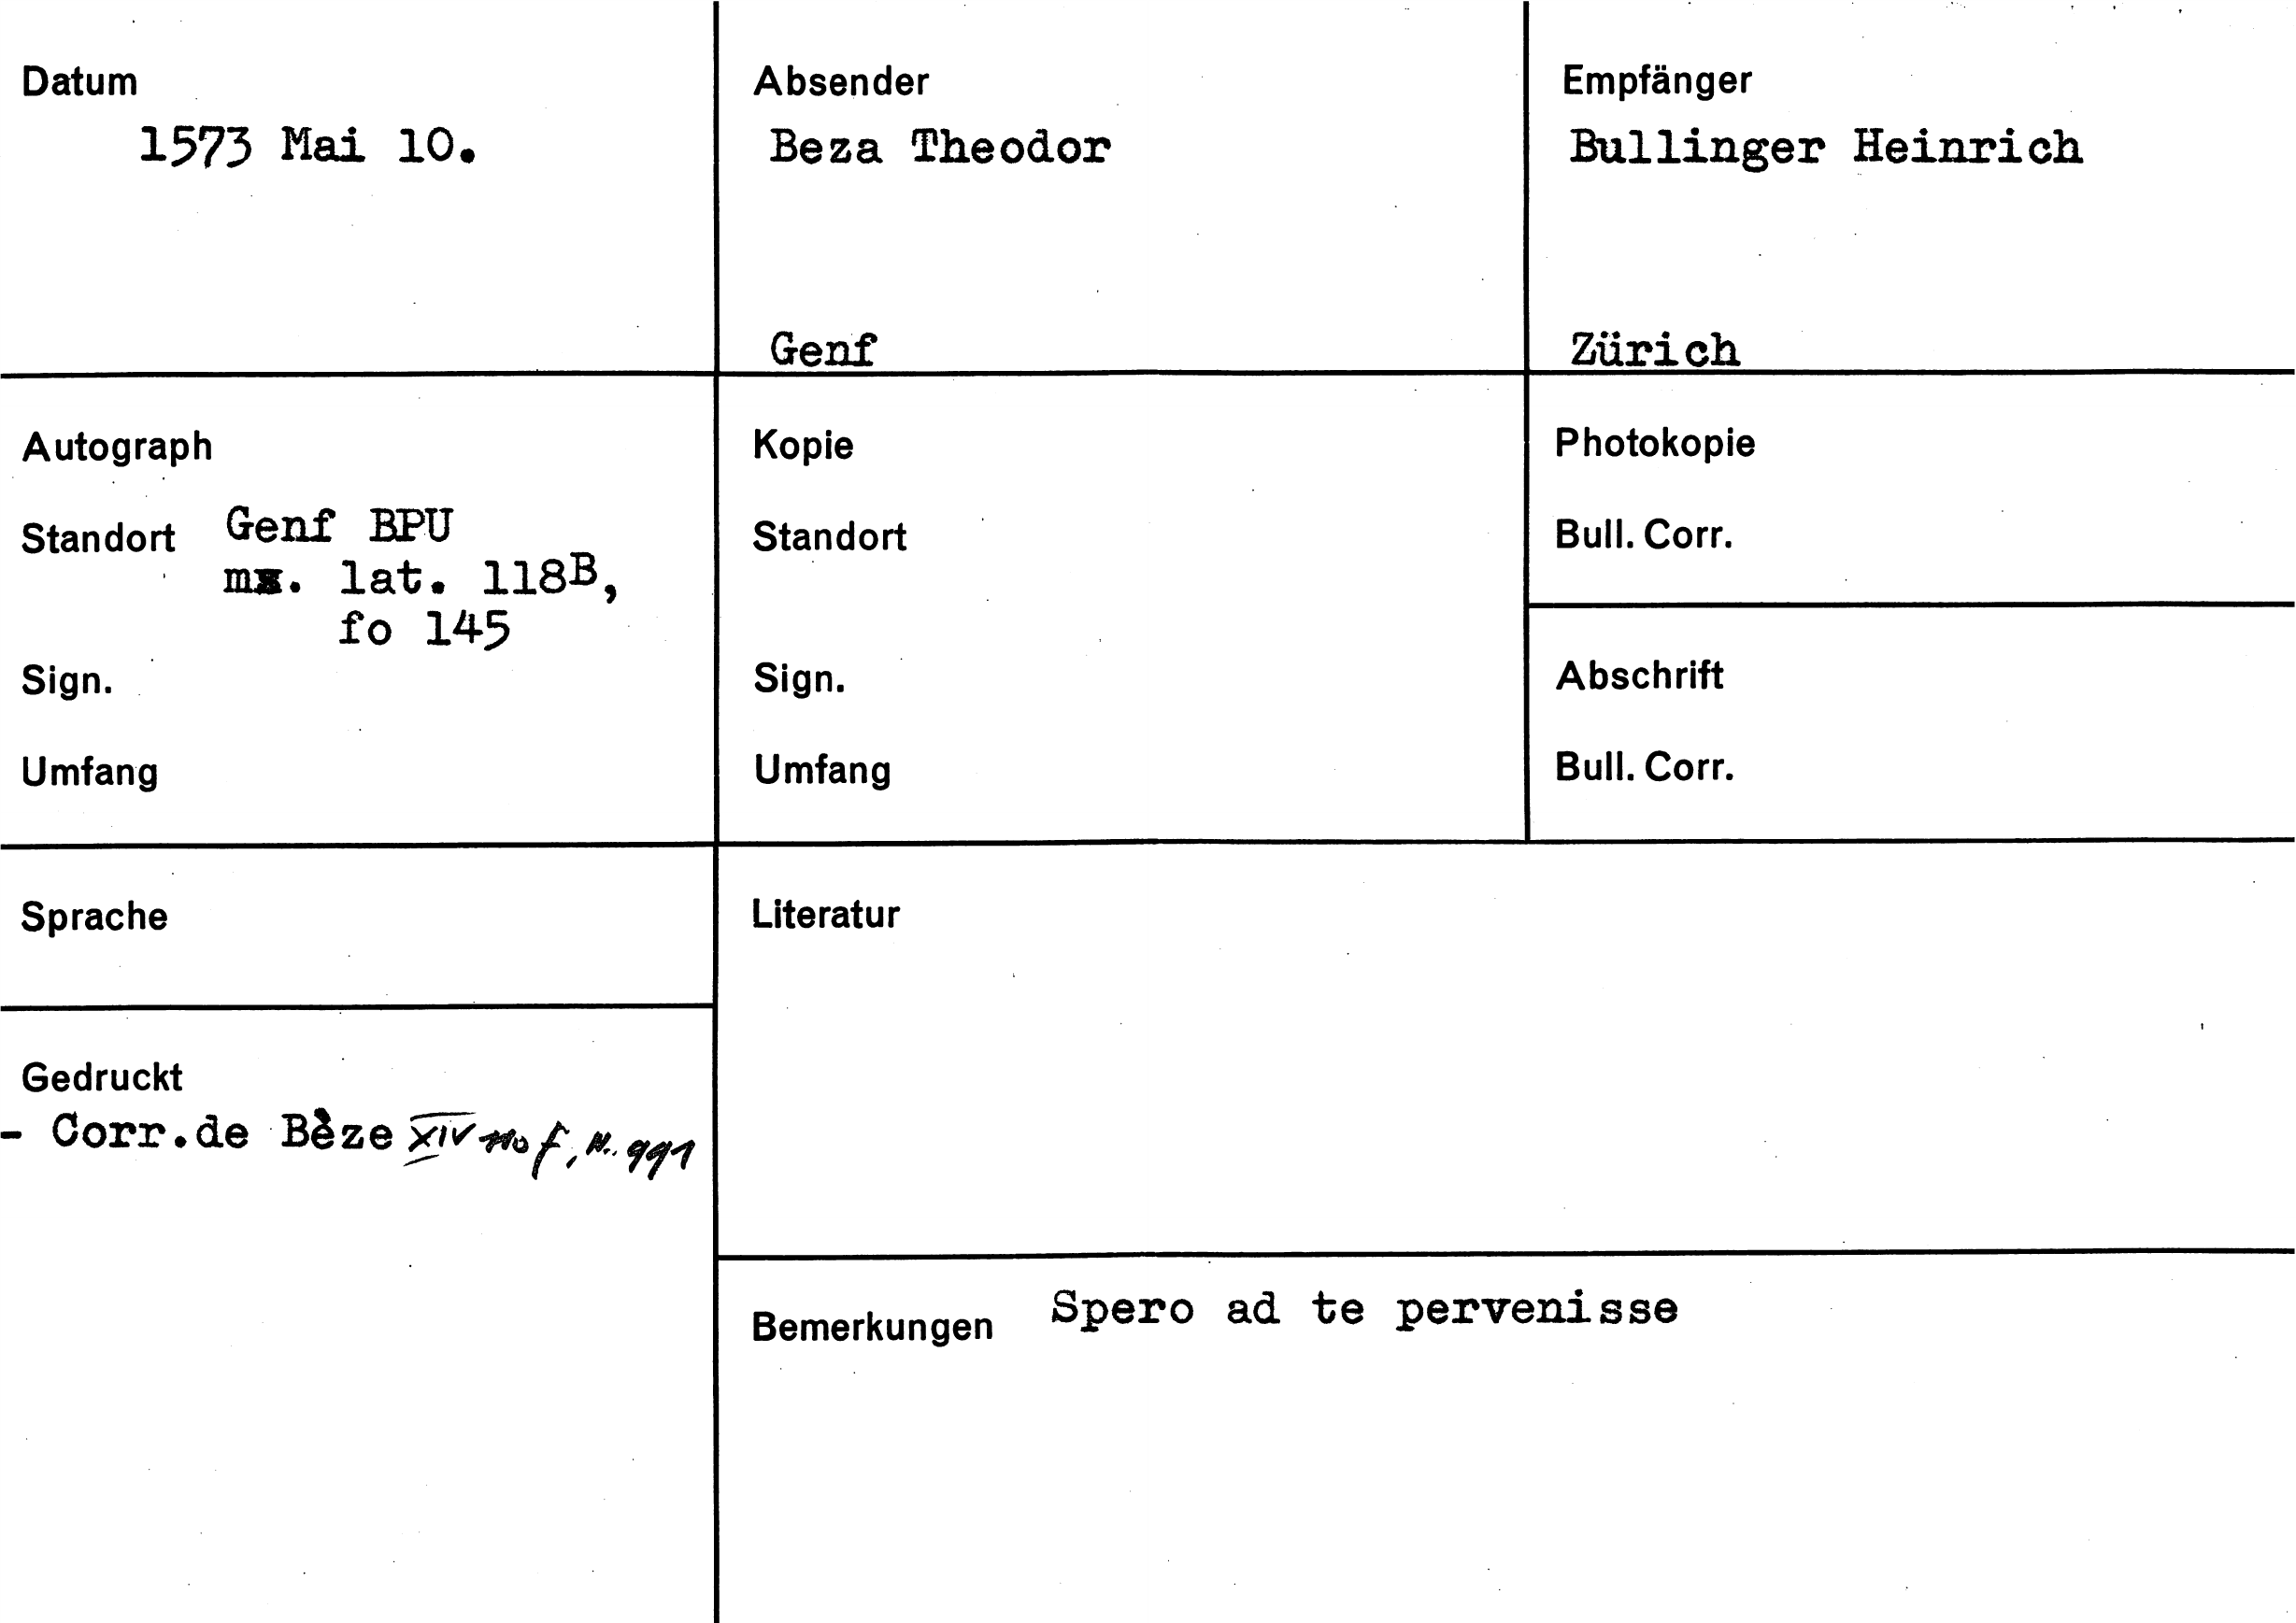 Datum
1573 Mai 10.
Absender
Beza Theodor
Genf
Empfänger
Bullinger Heinrich
Zürich
Autograph
Standort Genf BPU
ms. lat. 118B,
fo 145
Sign.
Umfang
Kopie
Standort
Sign.
Umfang
Photokopie
Bull. Corr.
Abschrift
Bull. Corr.
Sprache
Gedruckt
- Corr.de Bèze XIV 110 f, N. 991
Literatur
Bemerkungen Spero ad te pervenisse